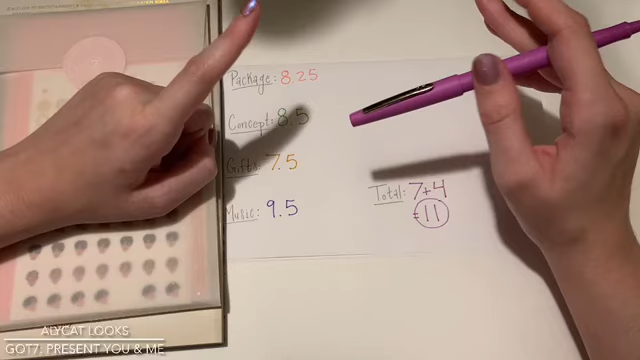 Package: 8.25
Concept: 8.5
Gifts: 7.5
Music: 9.5
Total: 7+4
=11
ALYCAT LOOKS
GOT7: PRESENT YOU & ME